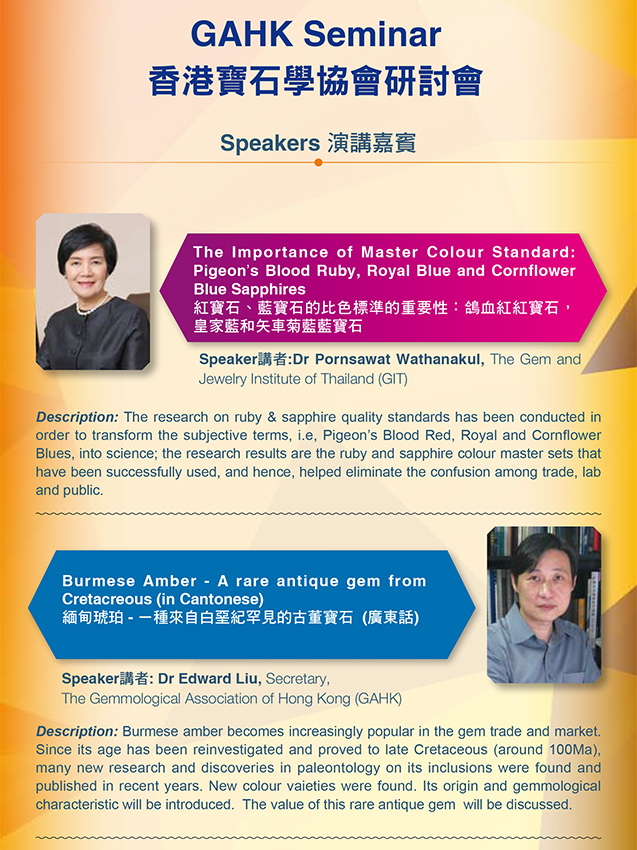 GAHK Seminar
香港寶石學協會研討會
Speakers 演講嘉賓
The Importance of Master Colour Standard:
Pigeon's Blood Ruby, Royal Blue and Cornflower
Blue Sapphires
紅寶石、藍寶石的比色標準的重要性：鴿血紅紅寶石，
皇家藍和矢車菊藍藍寶石
Speaker講者:Dr Pornsawat Wathanakul, The Gem and
Jewelry Institute of Thailand (GIT)
Description: The research on ruby & sapphire quality standards has been conducted in
order to transform the subjective terms, i.e, Pigeon's Blood Red, Royal and Cornflower
Blues, into science; the research results are the ruby and sapphire colour master sets that
have been successfully used, and hence, helped eliminate the confusion among trade, lab
and public.
Burmese Amber - A rare antique gem from
Cretacreous (in Cantonese)
緬甸琥珀 - 一種來自白堊紀罕見的古董寶石 (廣東話)
Speaker講者: Dr Edward Liu, Secretary,
The Gemmological Association of Hong Kong (GAHK)
Description: Burmese amber becomes increasingly popular in the gem trade and market.
Since its age has been reinvestigated and proved to late Cretaceous (around 100Ma),
many new research and discoveries in paleontology on its inclusions were found and
published in recent years. New colour vaieties were found. Its origin and gemmological
characteristic will be introduced. The value of this rare antique gem will be discussed.